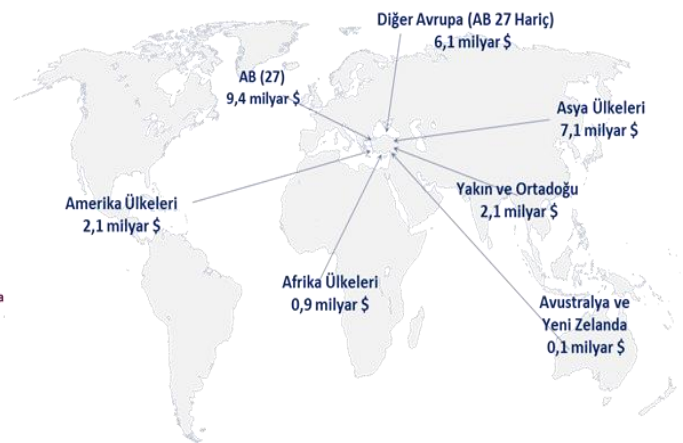 Diğer Avrupa (AB 27 Hariç)
6,1 milyar $
AB (27)
9,4 milyar $
Asya Ülkeleri
7,1 milyar $
Yakın ve Ortadoğu
2,1 milyar $
Amerika Ülkeleri
2,1 milyar $
Afrika Ülkeleri
0,9 milyar $
Avustralya ve
Yeni Zelanda
0,1 milyar $
a